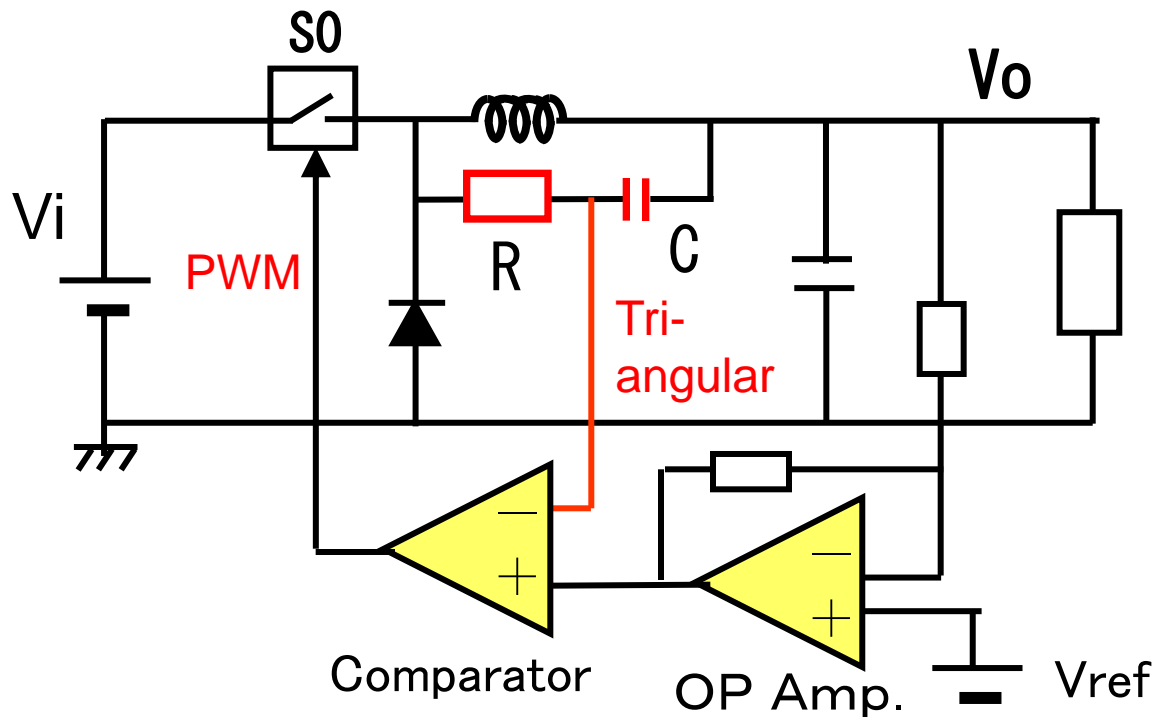 S0
Vo
Vi
PWM
R
C
Tri-
angular
−
+
−
+
Comparator
OP Amp.
Vref